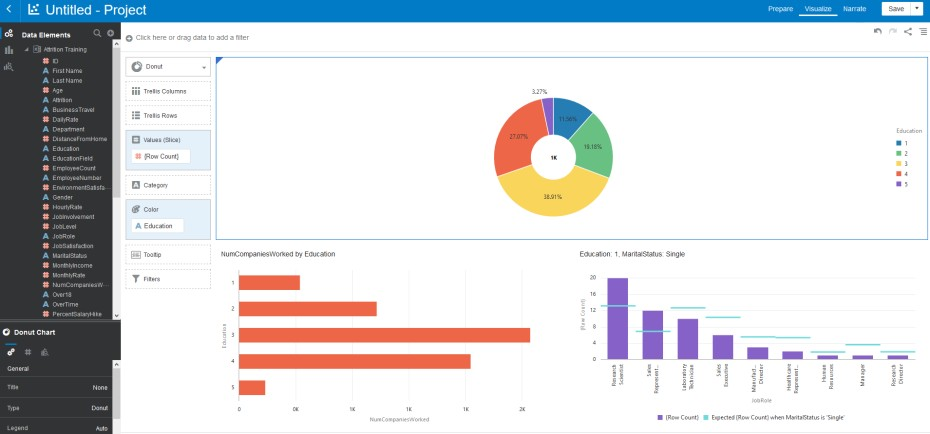 Untitled - Project
Prepare Visualize Narrate Save
Data Elements
Click here or drag data to add a filter
Attrition Training
ID
First Name
Last Name
Age
Attrition
BusinessTravel
DailyRate
Department
DistanceFromHome
Education
EducationField
EmployeeCount
EmployeeNumber
EnvironmentSatisfa...
Gender
HourlyRate
JobInvolvement
JobLevel
JobRole
JobSatisfaction
MaritalStatus
MonthlyIncome
MonthlyRate
NumCompaniesW...
Over18
OverTime
PercentSalaryHike
Donut Chart
General
Title None
Type Donut
Legend Auto
Donut
Trellis Columns
Trellis Rows
Values (Slice)
{Row Count}
Category
Color
Education
Tooltip
Filters
3.27%
11.56%
27.07%
18.18%
1K
38.91%
Education
1
2
3
4
5
NumCompaniesWorked by Education
Education
1
2
3
4
5
0 0K 1K 1K 2K 2K
NumCompaniesWorked
Education: 1, MaritalStatus: Single
{Row Count}
20
16
12
8
4
0
Research Scientist
Sales Represent...
Laboratory Technician
Sales Executive
Manufact... Director
Healthcare Represent...
Human Resources
Manager
Research Director
JobRole
{Row Count} Expected {Row Count} when MaritalStatus is 'Single'